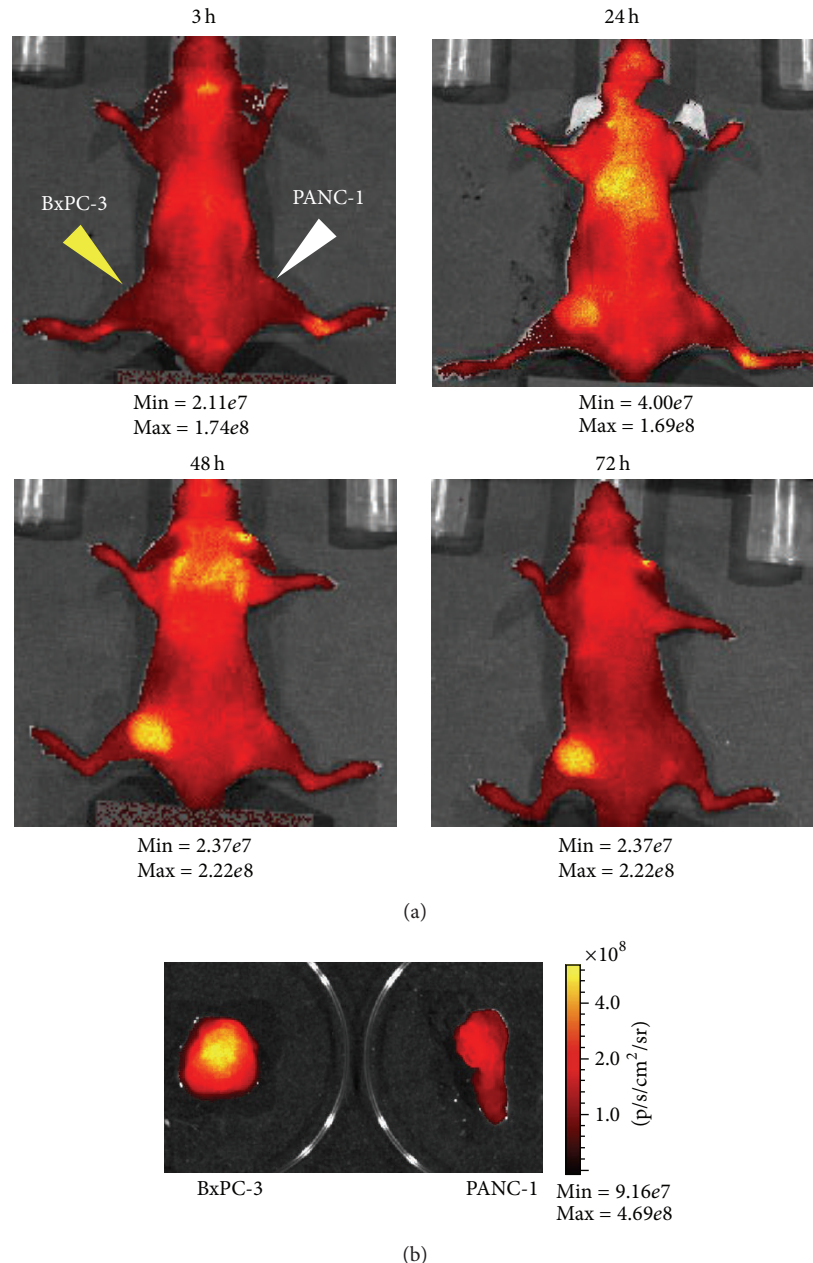 3 h
24 h
BxPC-3
PANC-1
Min = 2.11e7
Max = 1.74e8
Min = 4.00e7
Max = 1.69e8
48 h
72 h
Min = 2.37e7
Max = 2.22e8
Min = 2.37e7
Max = 2.22e8
(a)
×10⁸
4.0
2.0
1.0
(p/s/cm²/sr)
BxPC-3
PANC-1
Min = 9.16e7
Max = 4.69e8
(b)